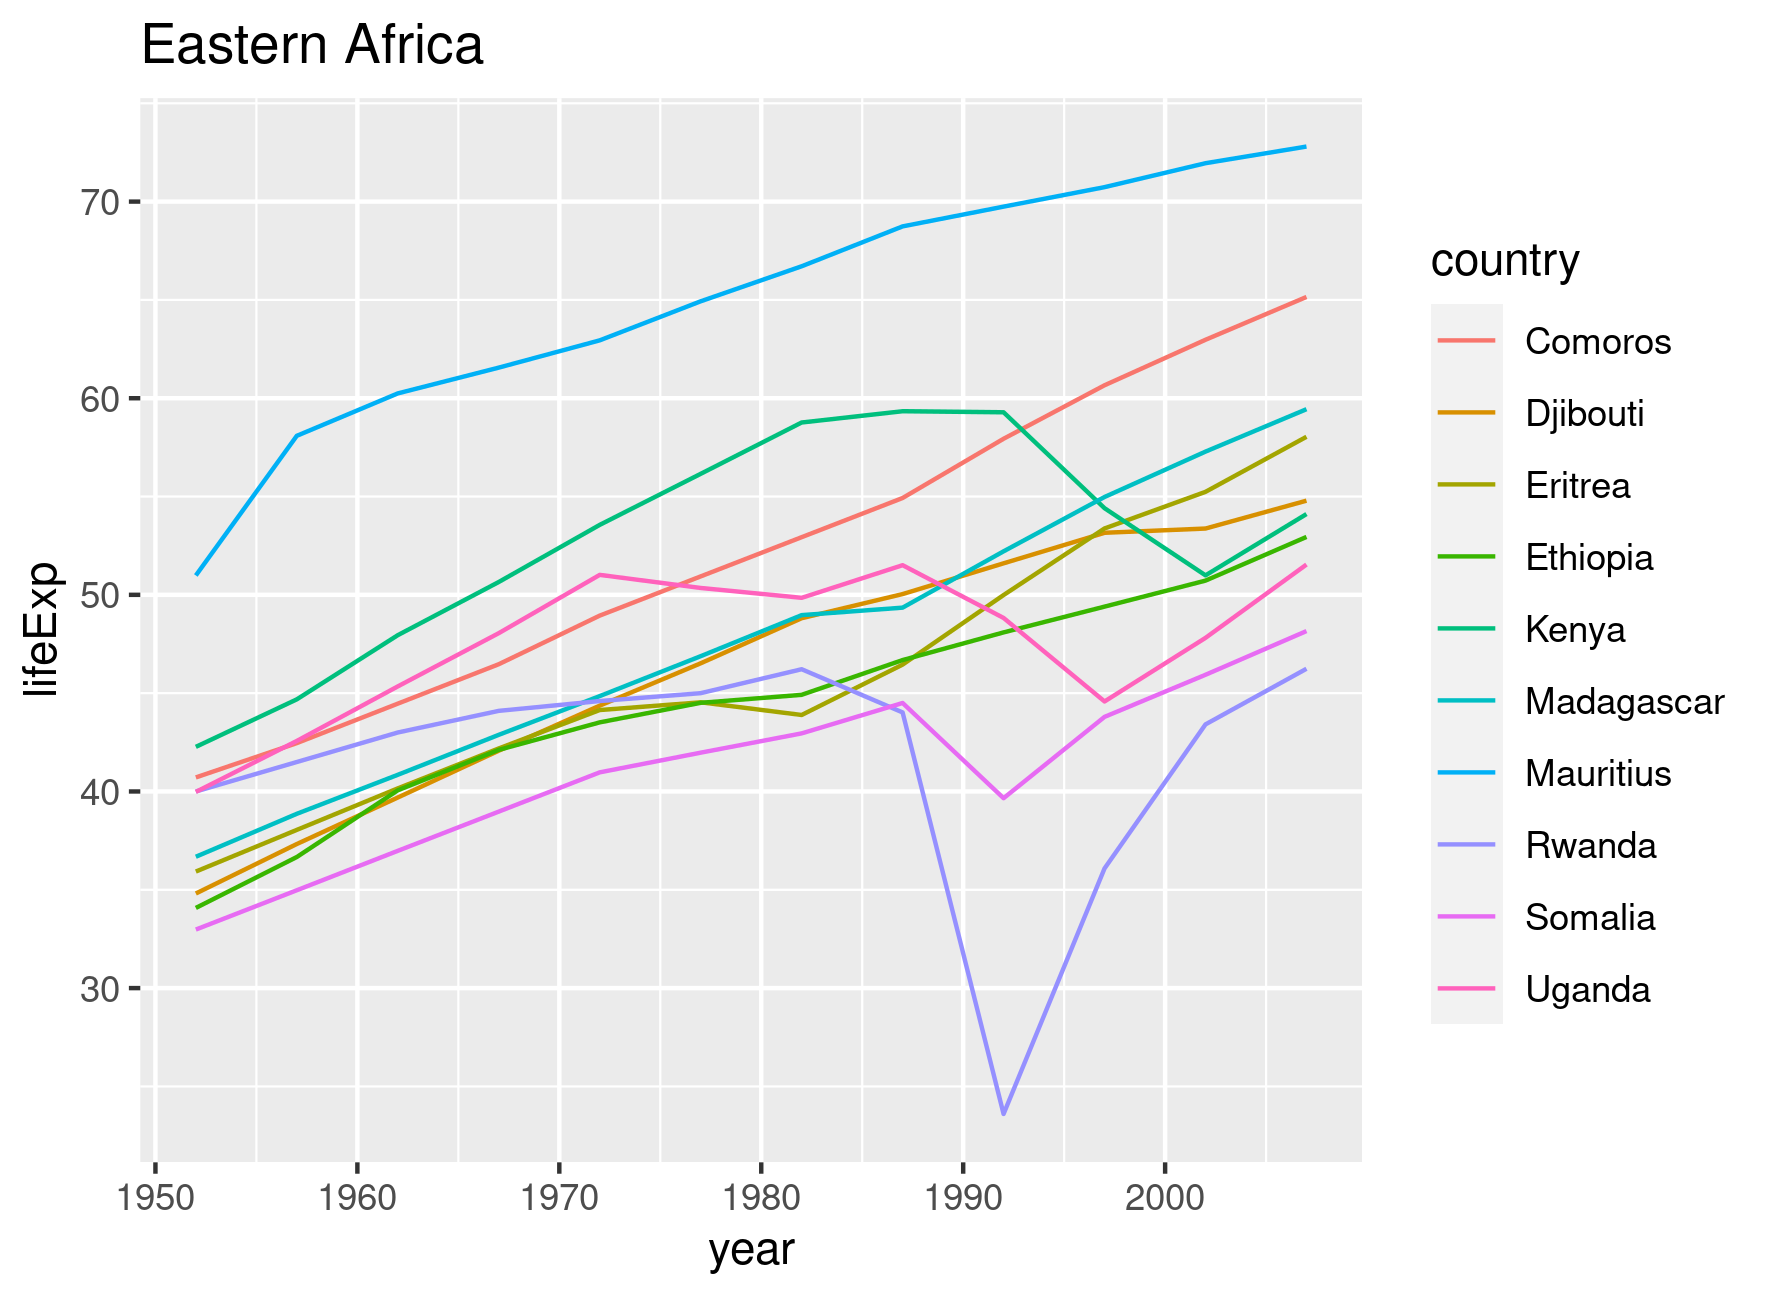 Eastern Africa
lifeExp
70
60
50
40
30
1950 1960 1970 1980 1990 2000
year
country
Comoros
Djibouti
Eritrea
Ethiopia
Kenya
Madagascar
Mauritius
Rwanda
Somalia
Uganda